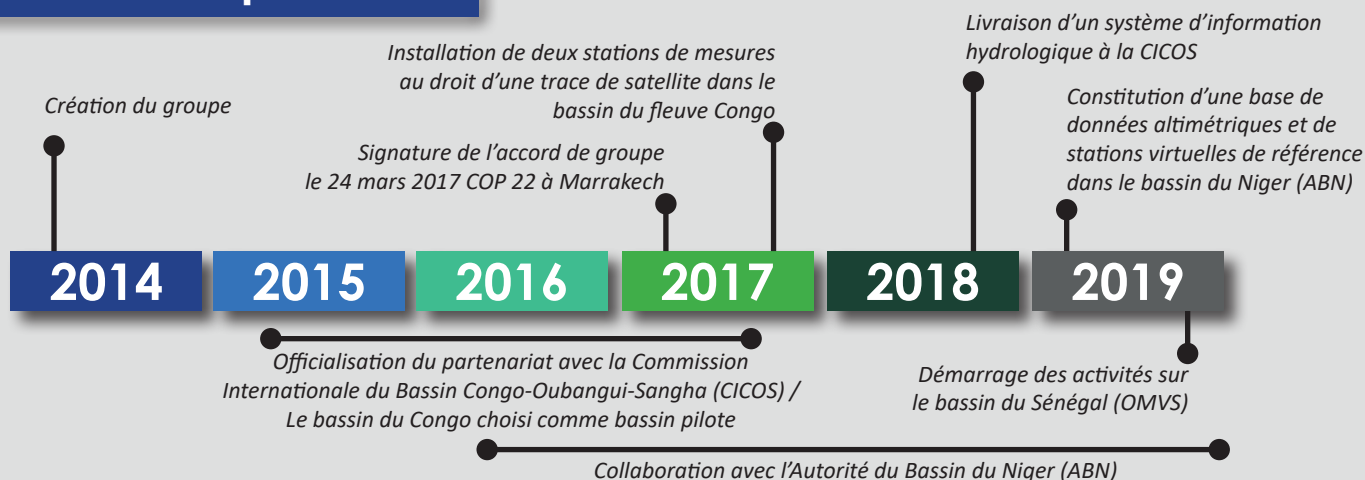 Création du groupe
Installation de deux stations de mesures
au droit d'une trace de satellite dans le
bassin du fleuve Congo
Signature de l'accord de groupe
le 24 mars 2017 COP 22 à Marrakech
Livraison d'un système d'information
hydrologique à la CICOS
Constitution d'une base de
données altimétriques et de
stations virtuelles de référence
dans le bassin du Niger (ABN)
2014 2015 2016 2017 2018 2019
Officialisation du partenariat avec la Commission
Internationale du Bassin Congo-Oubangui-Sangha (CICOS) /
Le bassin du Congo choisi comme bassin pilote
Démarrage des activités sur
le bassin du Sénégal (OMVS)
Collaboration avec l'Autorité du Bassin du Niger (ABN)